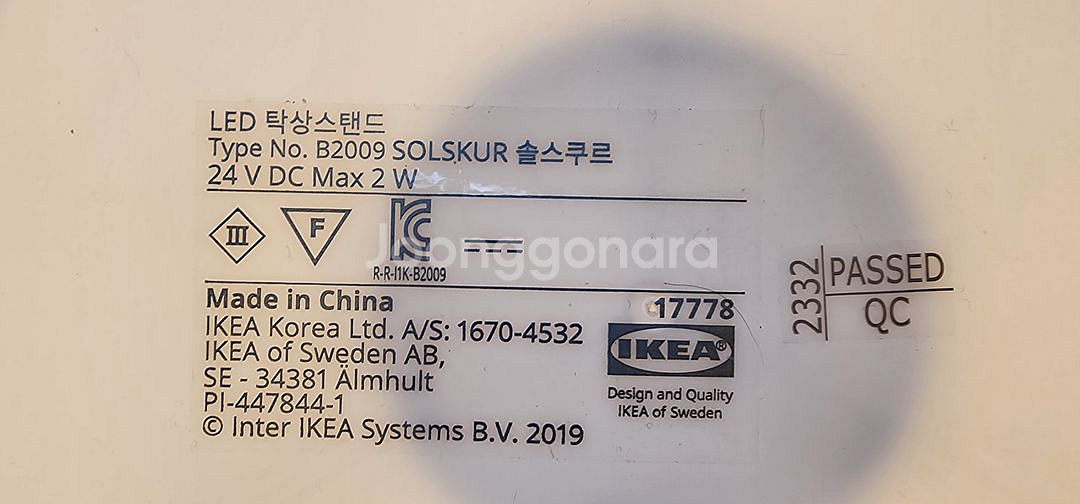 LED 탁상스탠드
Type No. B2009 SOLSKUR 솔스쿠르
24 V DC Max 2 W
III
F
R-R-I1K-B2009
Joonggonara
Made in China
IKEA Korea Ltd. A/S: 1670-4532
IKEA of Sweden AB,
SE - 34381 Älmhult
PI-447844-1
© Inter IKEA Systems B.V. 2019
17778
IKEA®
Design and Quality
IKEA of Sweden
2332
PASSED
QC